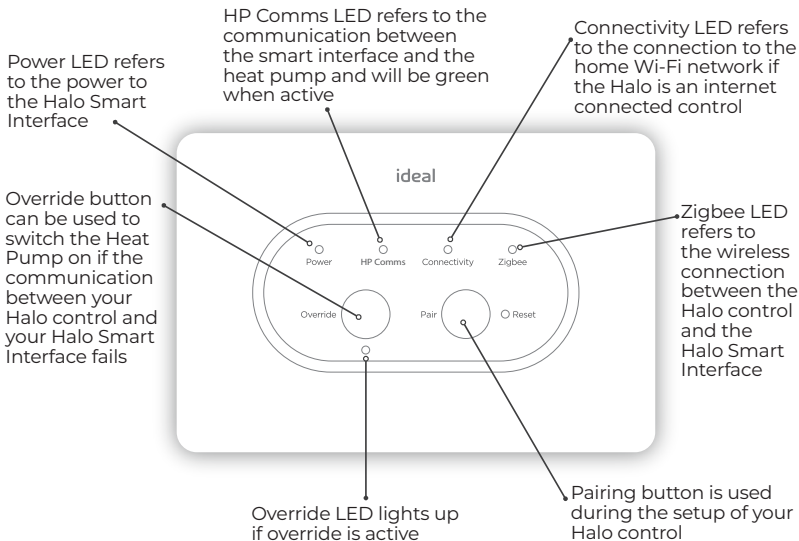 HP Comms LED refers to the
communication between
the smart interface and the
heat pump and will be green
when active
Connectivity LED refers
to the connection to the
home Wi-Fi network if
the Halo is an internet
connected control
Power LED refers
to the power to
the Halo Smart
Interface
ideal
Override button
can be used to
switch the Heat
Pump on if the
communication
between your
Halo control and
your Halo Smart
Interface fails
Power
HP Comms
Connectivity
Zigbee
Override
Pair
Reset
Zigbee LED
refers to
the wireless
connection
between the
Halo control
and the
Halo Smart
Interface
Override LED lights up
if override is active
Pairing button is used
during the setup of your
Halo control